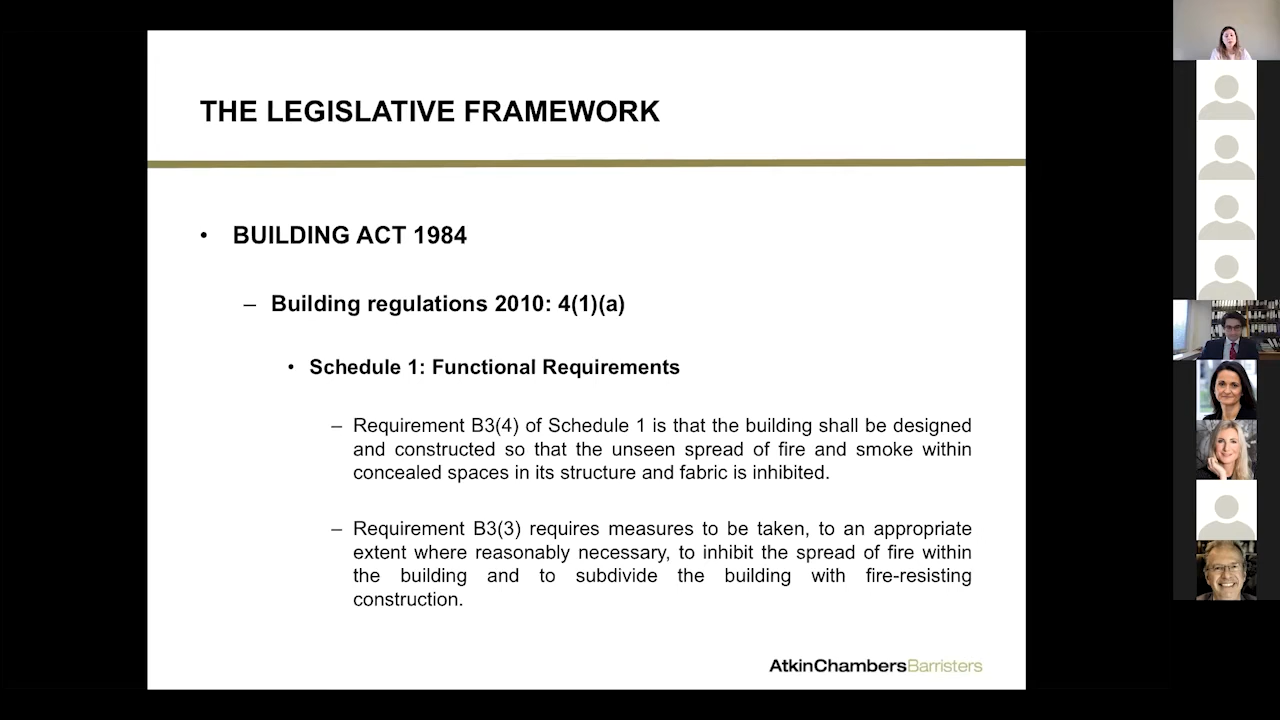 THE LEGISLATIVE FRAMEWORK
• BUILDING ACT 1984
– Building regulations 2010: 4(1)(a)
• Schedule 1: Functional Requirements
– Requirement B3(4) of Schedule 1 is that the building shall be designed
and constructed so that the unseen spread of fire and smoke within
concealed spaces in its structure and fabric is inhibited.
– Requirement B3(3) requires measures to be taken, to an appropriate
extent where reasonably necessary, to inhibit the spread of fire within
the building and to subdivide the building with fire-resisting
construction.
AtkinChambersBarristers